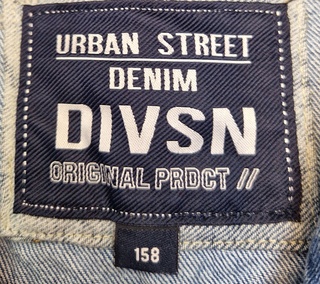 URBAN STREET
DENIM
DIVSN
ORIGINAL PRDCT //
158